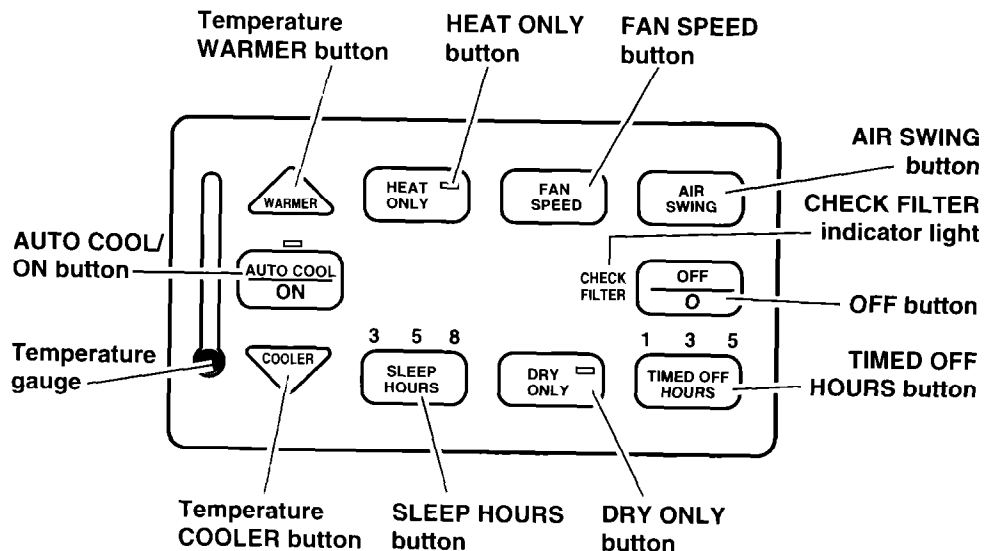 Temperature
WARMER button
HEAT ONLY
button
FAN SPEED
button
AIR SWING
button
CHECK FILTER
indicator light
WARMER
HEAT
ONLY
FAN
SPEED
AIR
SWING
AUTO COOL/
ON button
AUTO COOL
ON
CHECK
FILTER
OFF
O
OFF button
Temperature
gauge
COOLER
3 5 8
SLEEP
HOURS
DRY
ONLY
1 3 5
TIMED OFF
HOURS
TIMED OFF
HOURS button
Temperature
COOLER button
SLEEP HOURS
button
DRY ONLY
button